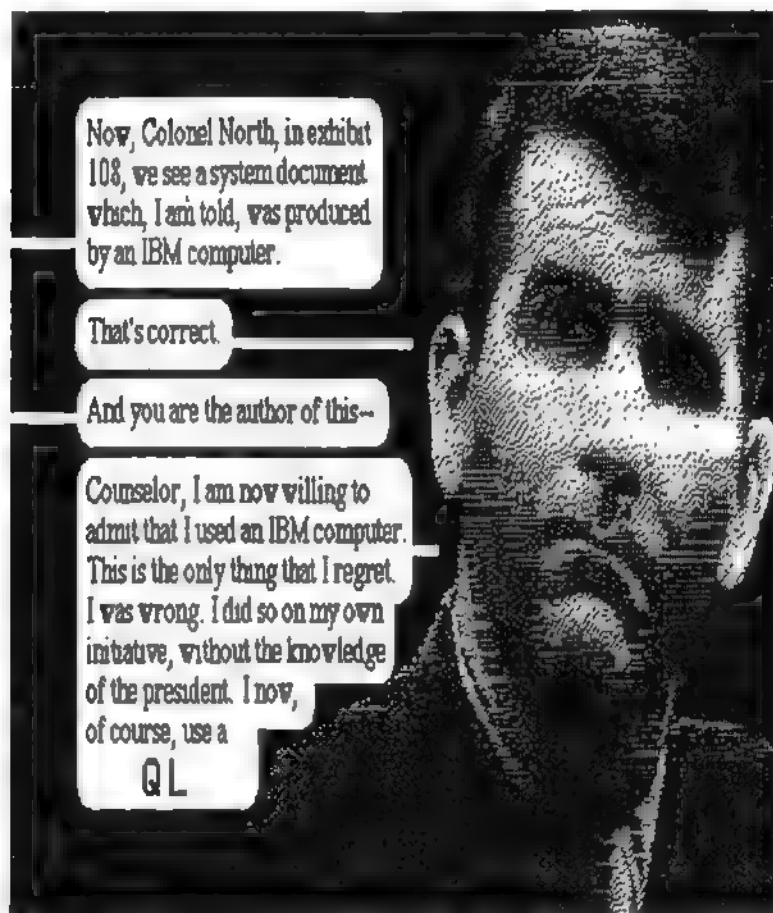 Now, Colonel North, in exhibit
108, we see a system document
which, I am told, was produced
by an IBM computer.
That's correct.
And you are the author of this--
Counselor, I am now willing to
admit that I used an IBM computer.
This is the only thing that I regret.
I was wrong. I did so on my own
initiative, without the knowledge
of the president. I now,
of course, use a
QL